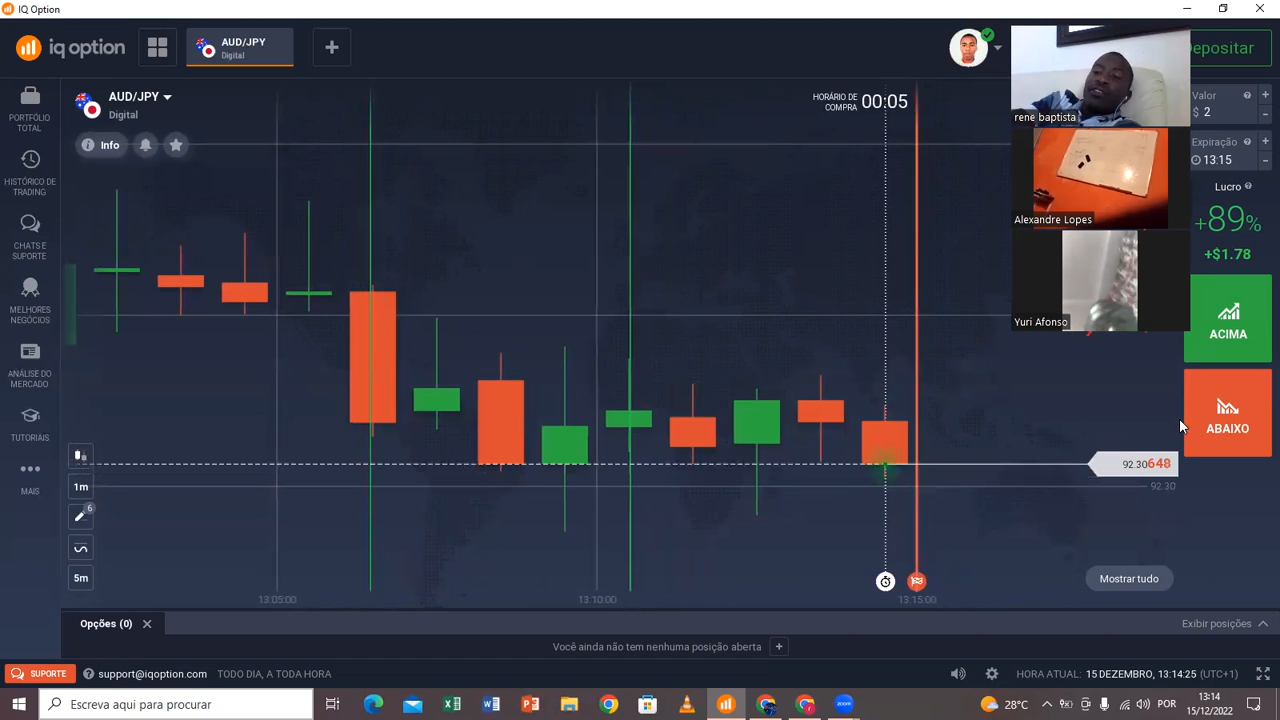 IQ Option
iq option
AUD/JPY
Digital
Depositar
AUD/JPY
Digital
HORÁRIO DE
COMPRA
00:05
Info
PORTFÓLIO
TOTAL
HISTÓRICO DE
TRADING
CHATS E
SUPORTE
MELHORES
NEGÓCIOS
ANÁLISE DO
MERCADO
TUTORIAIS
MAIS
1m
6
5m
rene baptista
Alexandre Lopes
Yuri Afonso
Valor
$ 2
Expiração
13:15
Lucro
+89%
+$1.78
ACIMA
ABAIXO
92.30648
92.30
Mostrar tudo
13:05:00
13:10:00
13:15:00
Opções (0)
Exibir posições
Você ainda não tem nenhuma posição aberta
SUPORTE
support@iqoption.com
TODO DIA, A TODA HORA
HORA ATUAL: 15 DEZEMBRO, 13:14:25 (UTC+1)
Escreva aqui para procurar
zoom
28°C
POR
13:14
15/12/2022